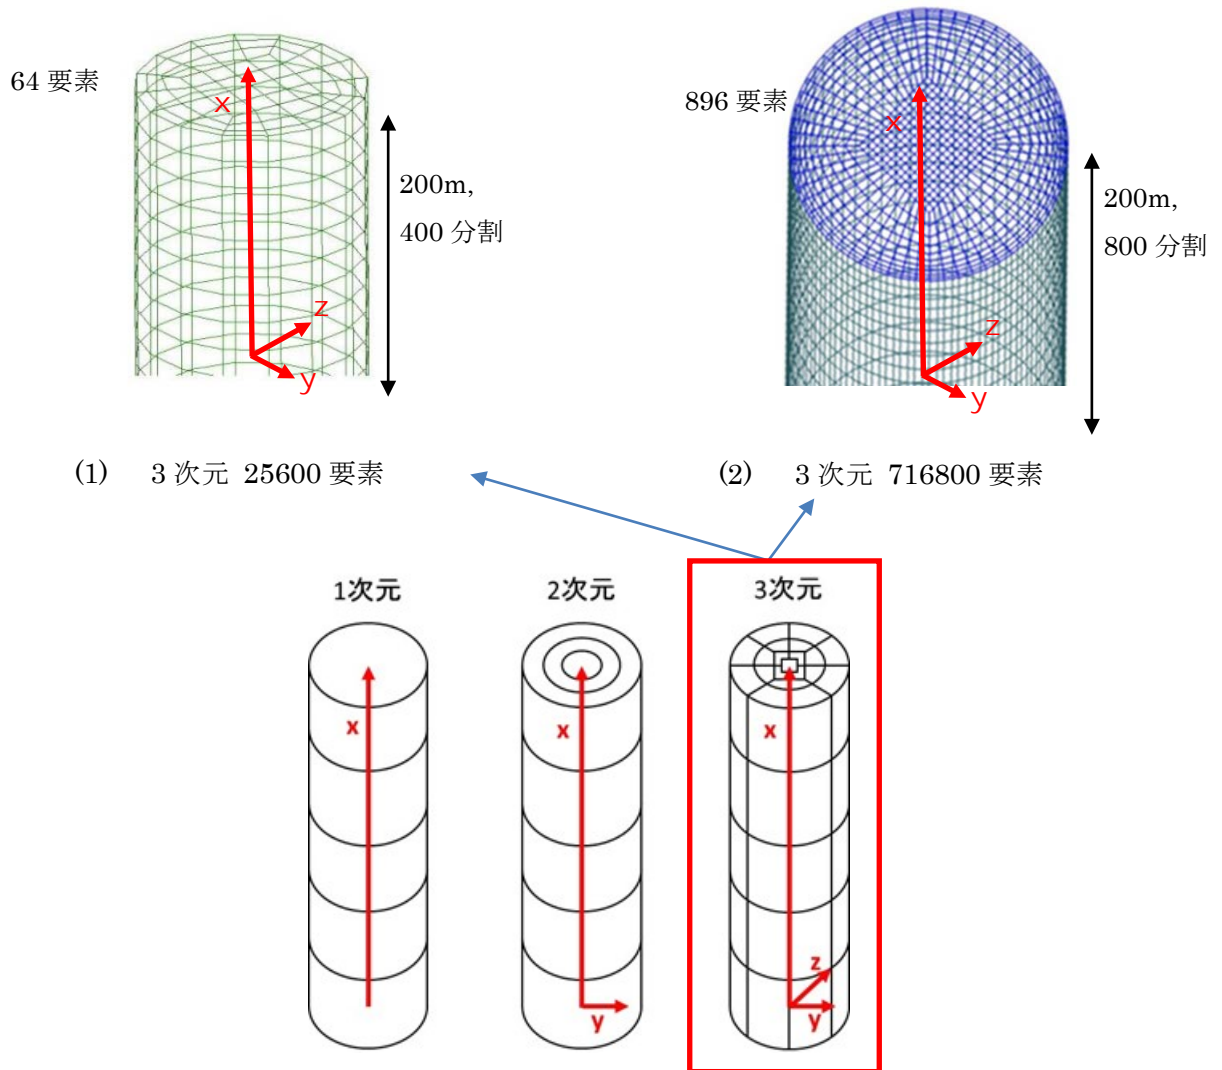 64 要素
x
z
y
200m,
400 分割
896 要素
x
z
y
200m,
800 分割
(1) 3 次元 25600 要素
(2) 3 次元 716800 要素
1次元
2次元
3次元
x
x
y
x
z
y